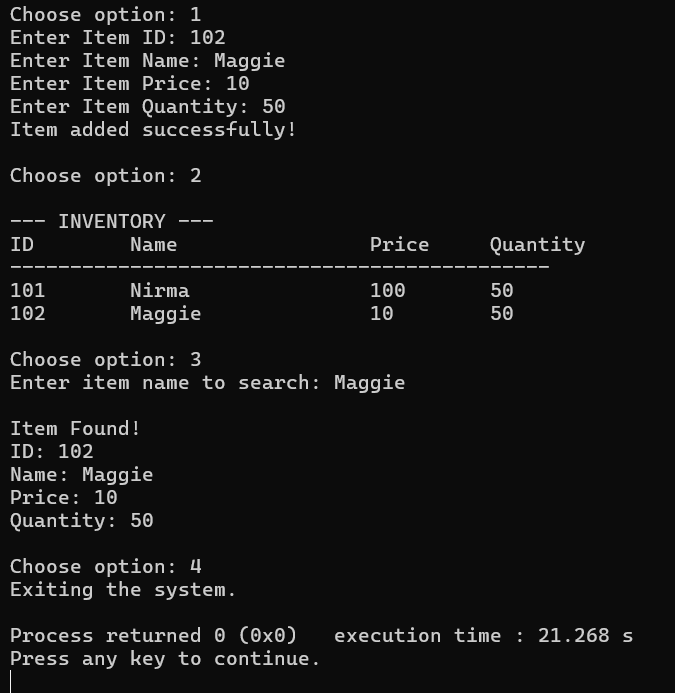 Choose option: 1
Enter Item ID: 102
Enter Item Name: Maggie
Enter Item Price: 10
Enter Item Quantity: 50
Item added successfully!

Choose option: 2

--- INVENTORY ---
ID        Name                Price     Quantity
---------------------------------------------
101       Nirma               100       50
102       Maggie              10        50

Choose option: 3
Enter item name to search: Maggie

Item Found!
ID: 102
Name: Maggie
Price: 10
Quantity: 50

Choose option: 4
Exiting the system.

Process returned 0 (0x0)   execution time : 21.268 s
Press any key to continue.